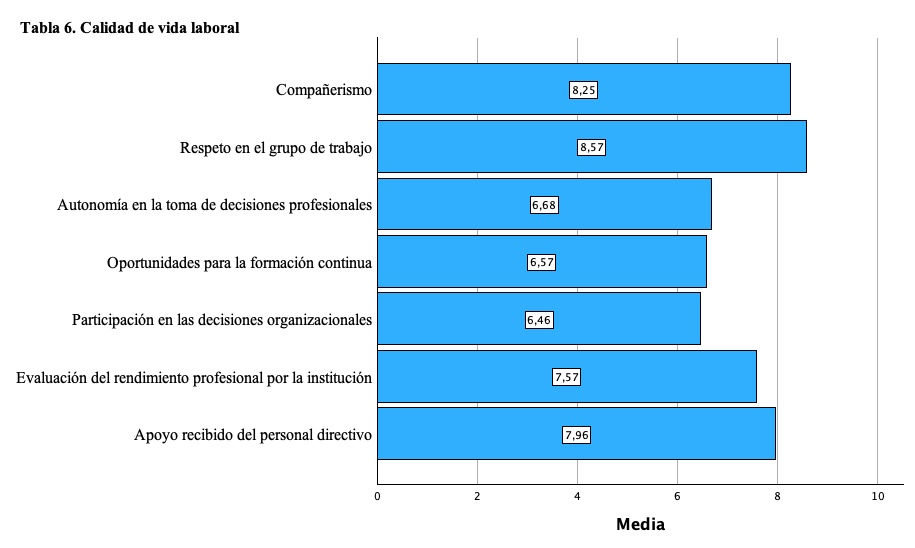 Tabla 6. Calidad de vida laboral
Compañerismo
8,25
Respeto en el grupo de trabajo
8,57
Autonomía en la toma de decisiones profesionales
6,68
Oportunidades para la formación continua
6,57
Participación en las decisiones organizacionales
6,46
Evaluación del rendimiento profesional por la institución
7,57
Apoyo recibido del personal directivo
7,96
0 2 4 6 8 10
Media